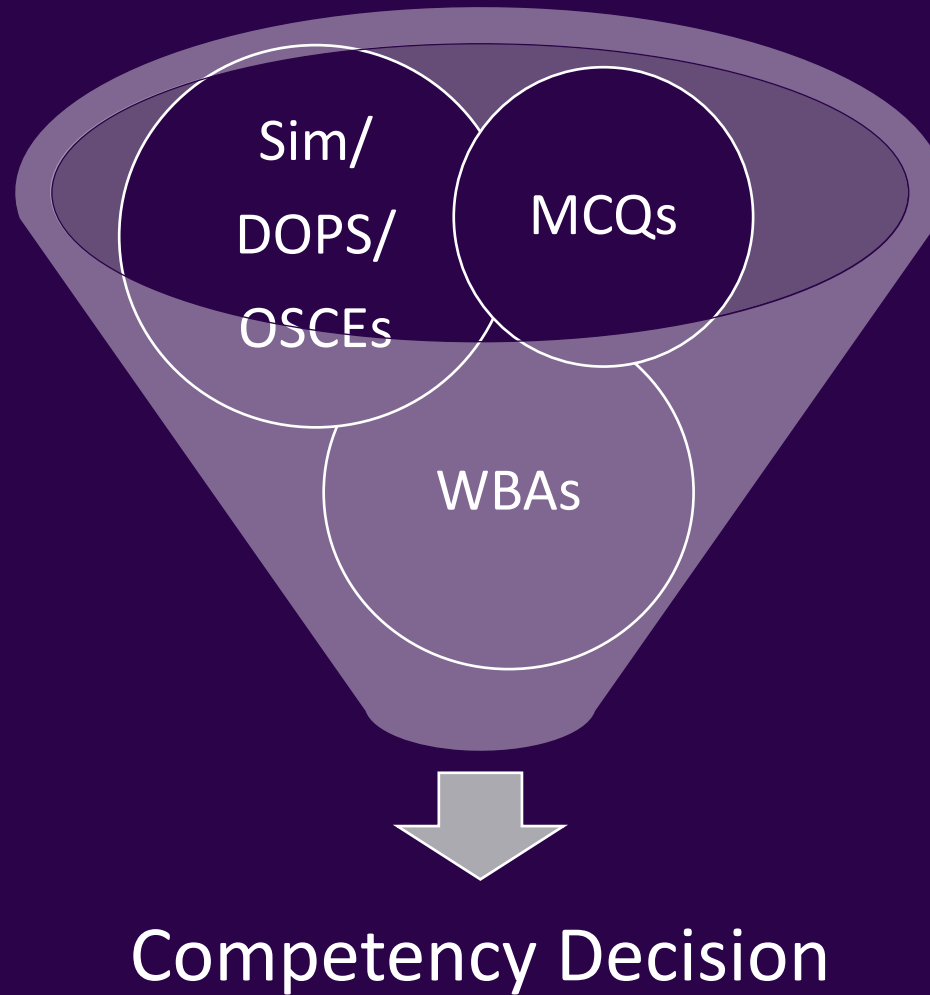 Sim/
DOPS/
OSCEs
MCQs
WBAs
Competency Decision